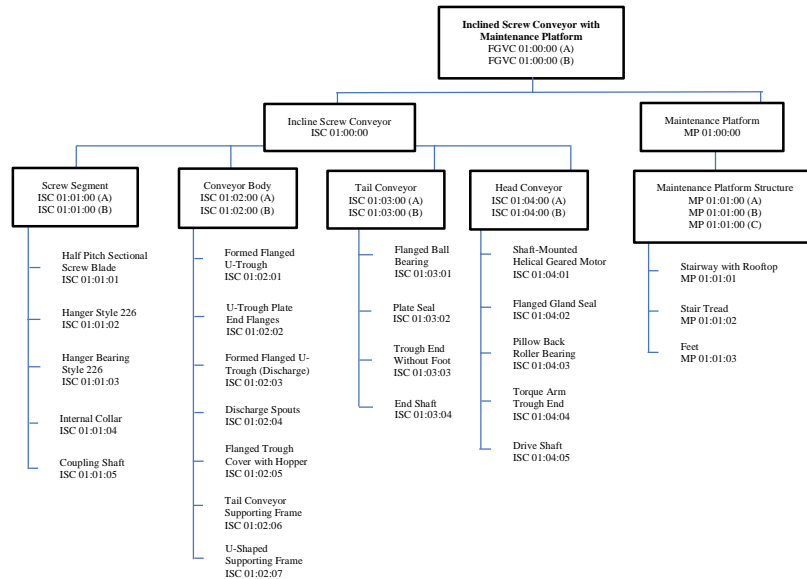 Inclined Screw Conveyor with
Maintenance Platform
FGVC 01:00:00 (A)
FGVC 01:00:00 (B)
Incline Screw Conveyor
ISC 01:00:00
Maintenance Platform
MP 01:00:00
Screw Segment
ISC 01:01:00 (A)
ISC 01:01:00 (B)
Conveyor Body
ISC 01:02:00 (A)
ISC 01:02:00 (B)
Tail Conveyor
ISC 01:03:00 (A)
ISC 01:03:00 (B)
Head Conveyor
ISC 01:04:00 (A)
ISC 01:04:00 (B)
Maintenance Platform Structure
MP 01:01:00 (A)
MP 01:01:00 (B)
MP 01:01:00 (C)
Half Pitch Sectional
Screw Blade
ISC 01:01:01
Hanger Style 226
ISC 01:01:02
Hanger Bearing
Style 226
ISC 01:01:03
Internal Collar
ISC 01:01:04
Coupling Shaft
ISC 01:01:05
Formed Flanged
U-Trough
ISC 01:02:01
U-Trough Plate
End Flanges
ISC 01:02:02
Formed Flanged U-
Trough (Discharge)
ISC 01:02:03
Discharge Spouts
ISC 01:02:04
Flanged Trough
Cover with Hopper
ISC 01:02:05
Tail Conveyor
Supporting Frame
ISC 01:02:06
U-Shaped
Supporting Frame
ISC 01:02:07
Flanged Ball
Bearing
ISC 01:03:01
Plate Seal
ISC 01:03:02
Trough End
Without Foot
ISC 01:03:03
End Shaft
ISC 01:03:04
Shaft-Mounted
Helical Geared Motor
ISC 01:04:01
Flanged Gland Seal
ISC 01:04:02
Pillow Back
Roller Bearing
ISC 01:04:03
Torque Arm
Trough End
ISC 01:04:04
Drive Shaft
ISC 01:04:05
Stairway with Rooftop
MP 01:01:01
Stair Tread
MP 01:01:02
Feet
MP 01:01:03